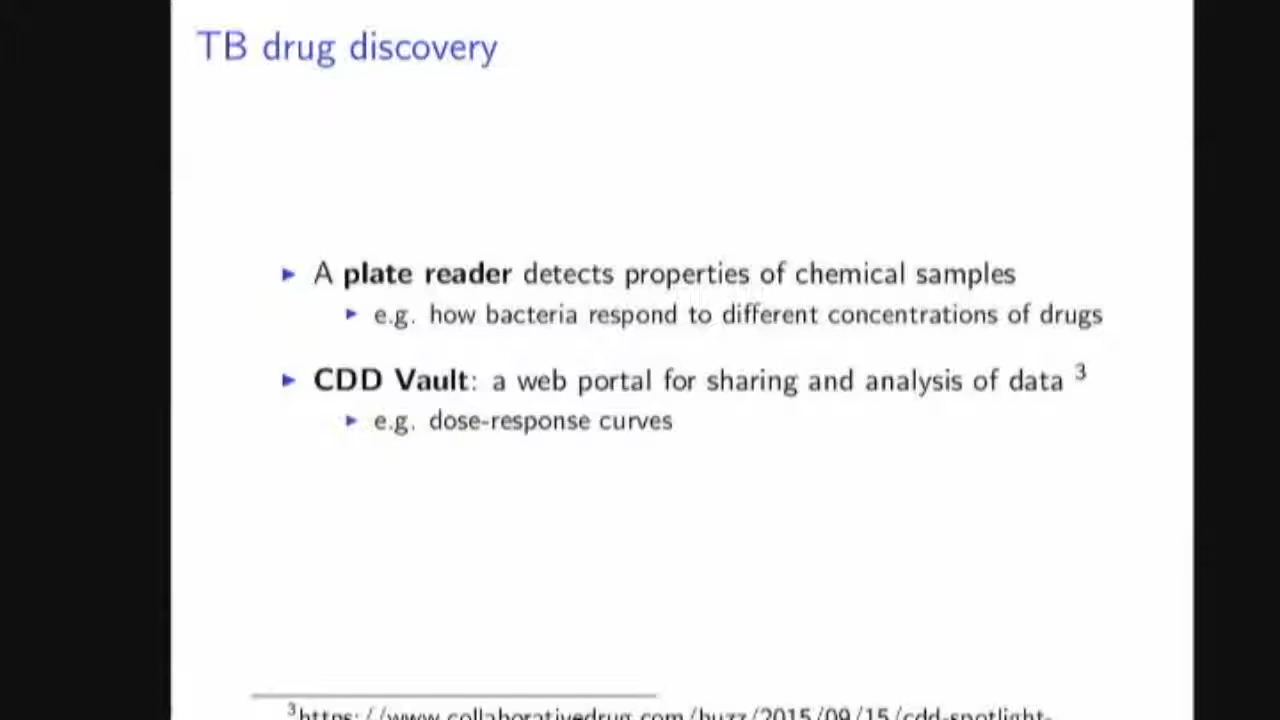 TB drug discovery
▶ A plate reader detects properties of chemical samples
▶ e.g. how bacteria respond to different concentrations of drugs
▶ CDD Vault: a web portal for sharing and analysis of data 3
▶ e.g. dose-response curves
3https://www.collaborativedrug.com/buzz/2015/09/15/cdd-spotlight-